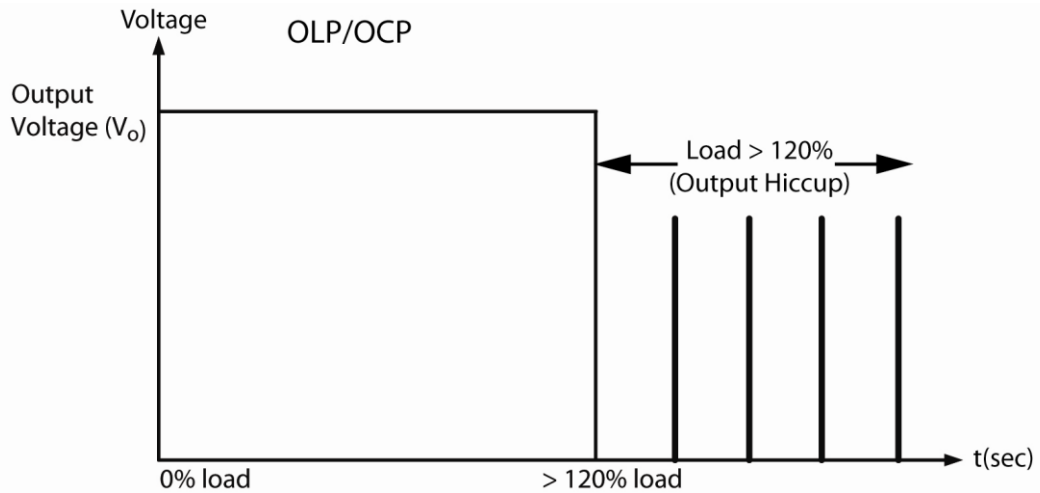 Voltage
OLP/OCP
Output
Voltage (Vo)
Load > 120%
(Output Hiccup)
t(sec)
0% load
> 120% load